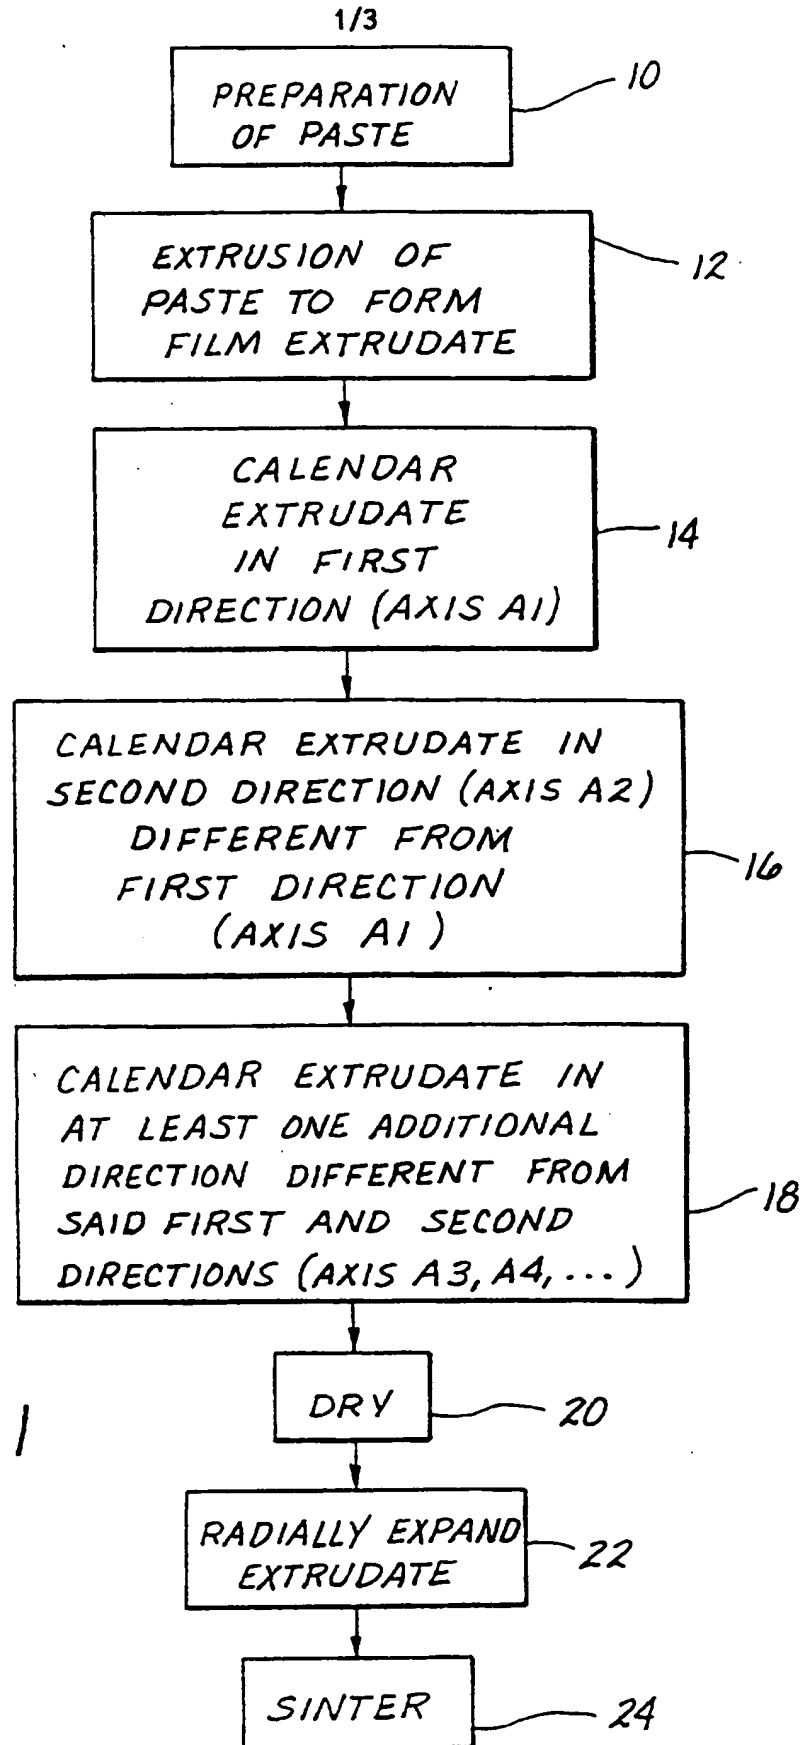 1/3
PREPARATION
OF PASTE
10
EXTRUSION OF
PASTE TO FORM
FILM EXTRUDATE
12
CALENDAR
EXTRUDATE
IN FIRST
DIRECTION (AXIS A1)
14
CALENDAR EXTRUDATE IN
SECOND DIRECTION (AXIS A2)
DIFFERENT FROM
FIRST DIRECTION
(AXIS A1)
16
CALENDAR EXTRUDATE IN
AT LEAST ONE ADDITIONAL
DIRECTION DIFFERENT FROM
SAID FIRST AND SECOND
DIRECTIONS (AXIS A3, A4, ...)
18
DRY
20
1
RADIALLY EXPAND
EXTRUDATE
22
SINTER
24